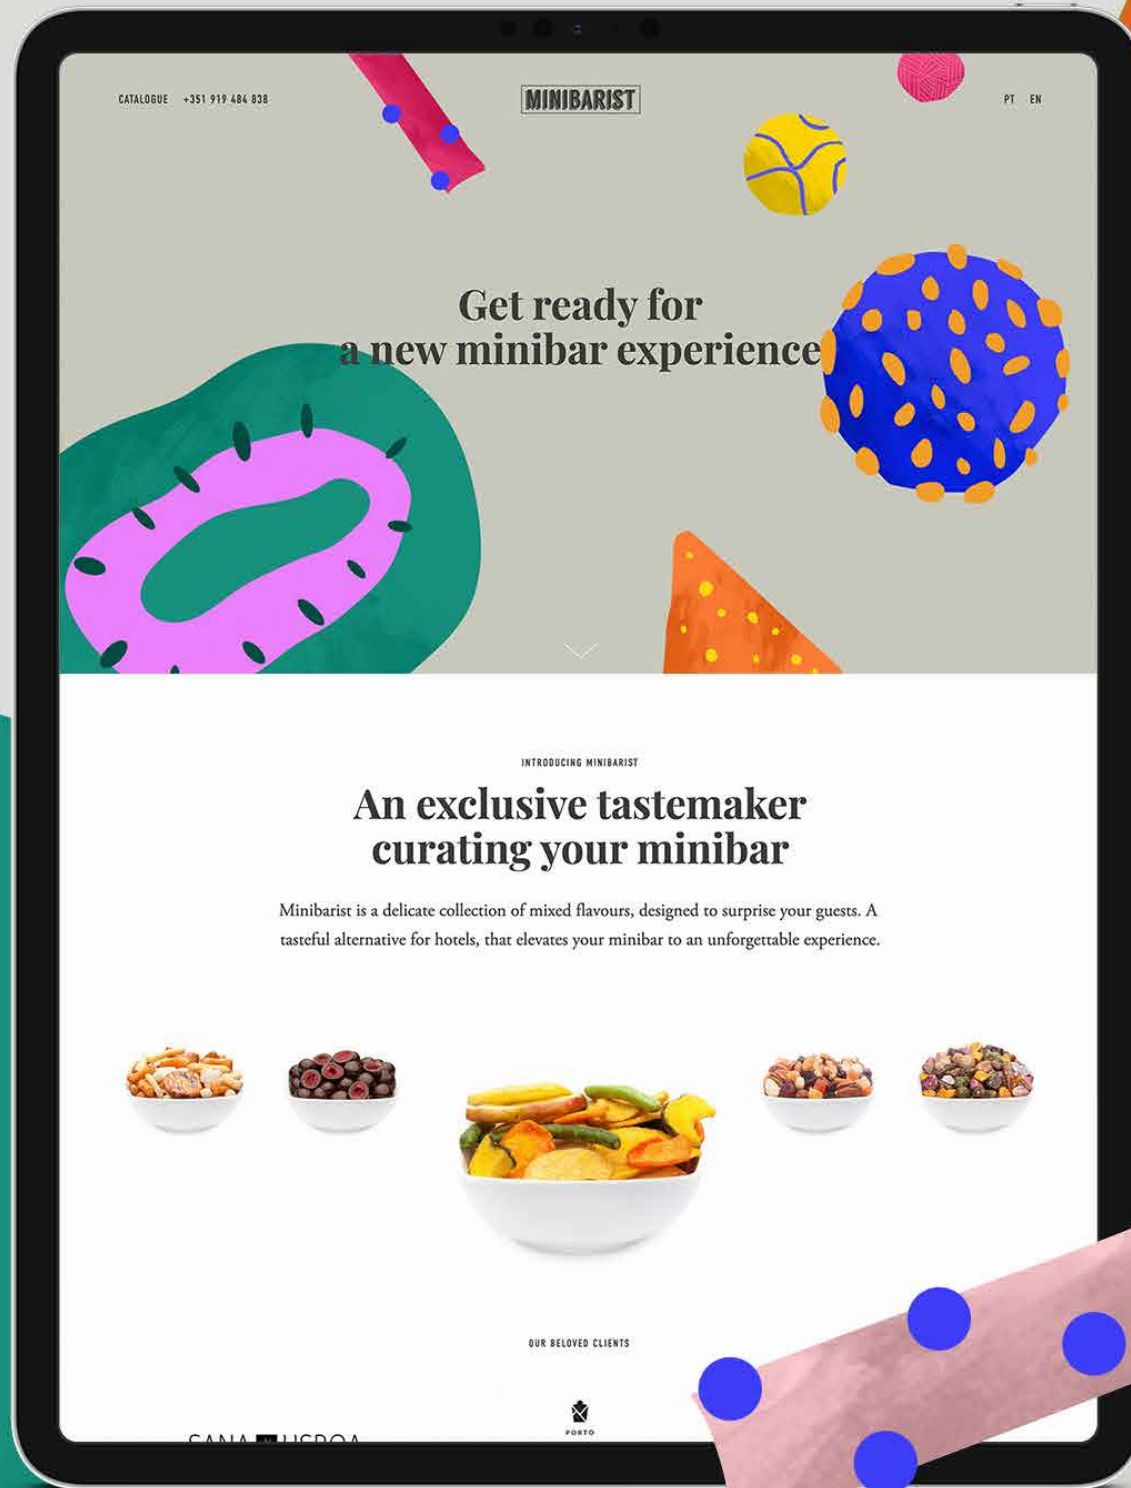 CATALOGUE +351 919 484 838
MINIBARIST
PT EN
Get ready for
a new minibar experience
INTRODUCING MINIBARIST
An exclusive tastemaker
curating your minibar
Minibarist is a delicate collection of mixed flavours, designed to surprise your guests. A
tasteful alternative for hotels, that elevates your minibar to an unforgettable experience.
OUR BELOVED CLIENTS
PORTO